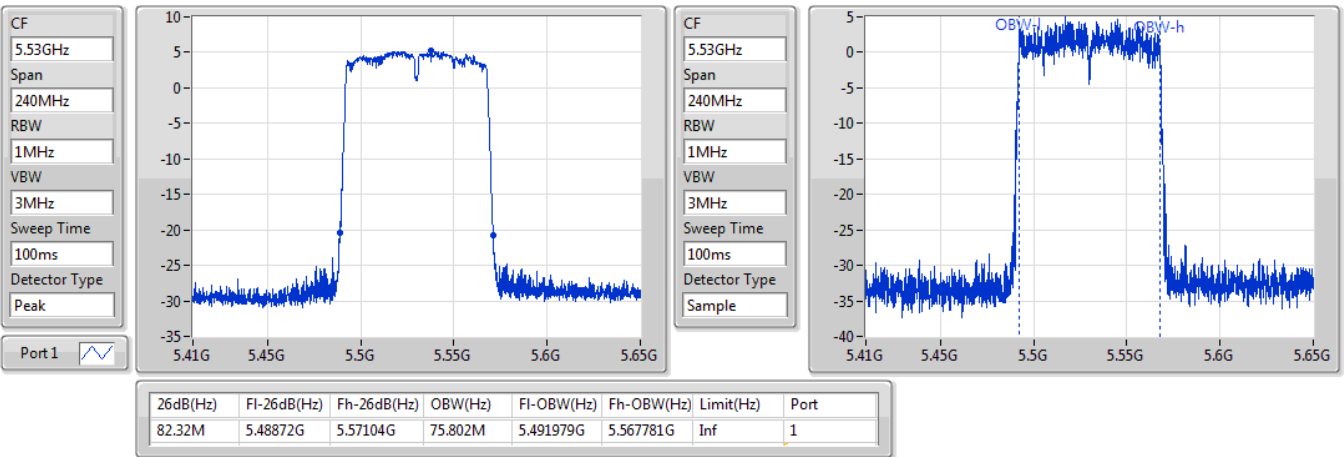 CF
5.53GHz
Span
240MHz
RBW
1MHz
VBW
3MHz
Sweep Time
100ms
Detector Type
Peak
Port 1
10
5
0
-5
-10
-15
-20
-25
-30
-35
5.41G 5.45G 5.5G 5.55G 5.6G 5.65G
CF
5.53GHz
Span
240MHz
RBW
1MHz
VBW
3MHz
Sweep Time
100ms
Detector Type
Sample
OBW-l OBW-h
5
0
-5
-10
-15
-20
-25
-30
-35
-40
5.41G 5.45G 5.5G 5.55G 5.6G 5.65G
26dB(Hz) Fl-26dB(Hz) Fh-26dB(Hz) OBW(Hz) Fl-OBW(Hz) Fh-OBW(Hz) Limit(Hz) Port
82.32M 5.48872G 5.57104G 75.802M 5.491979G 5.567781G Inf 1